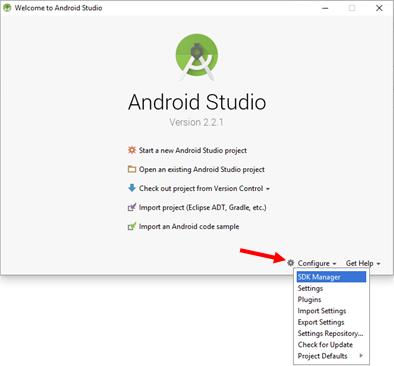 Welcome to Android Studio
Android Studio
Version 2.2.1
Start a new Android Studio project
Open an existing Android Studio project
Check out project from Version Control
Import project (Eclipse ADT, Gradle, etc.)
Import an Android code sample
Configure Get Help
SDK Manager
Settings
Plugins
Import Settings
Export Settings
Settings Repository...
Check for Update
Project Defaults